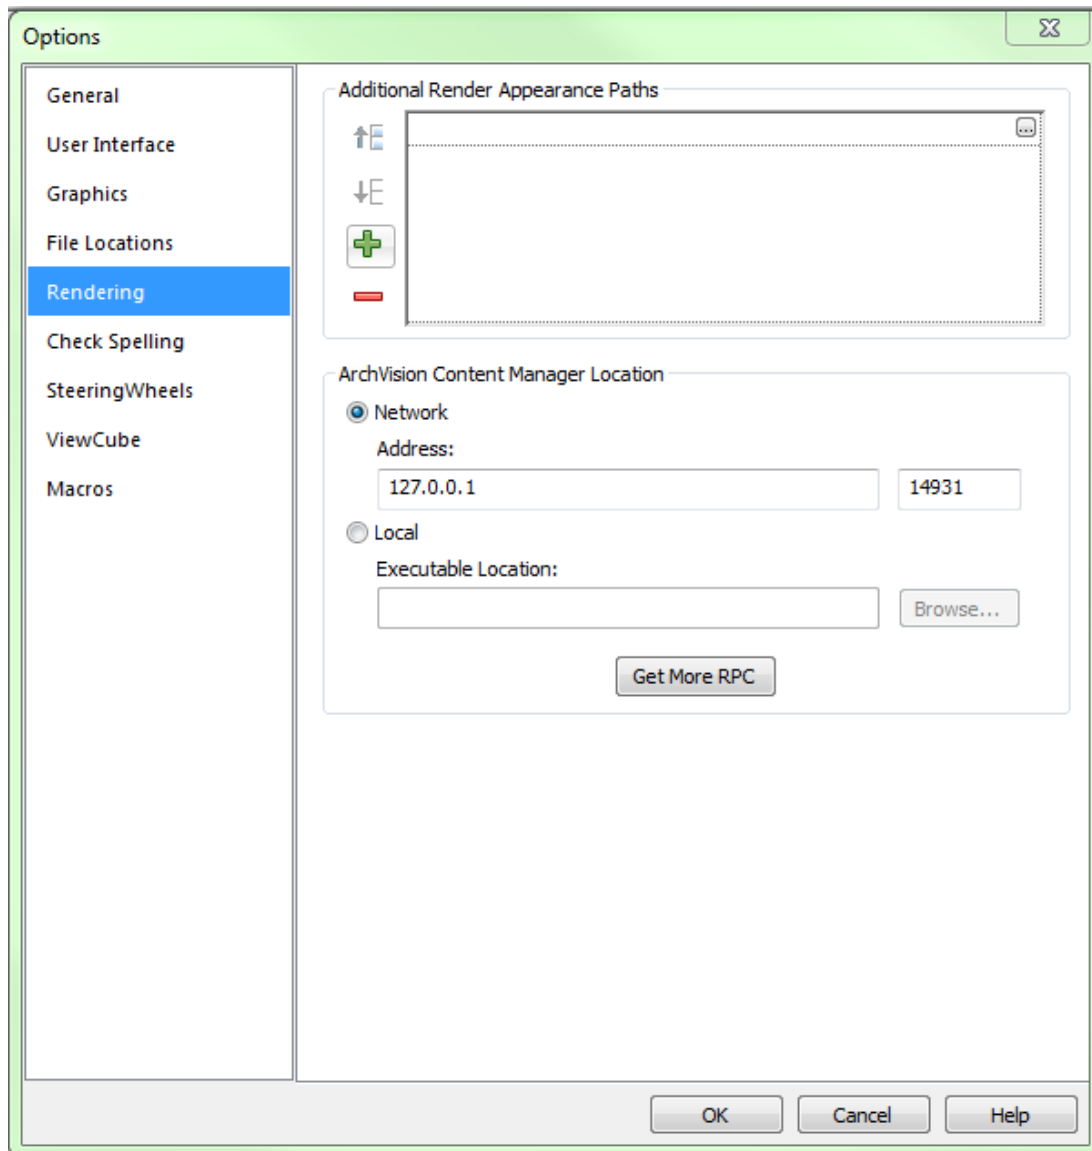 Options
General
User Interface
Graphics
File Locations
Rendering
Check Spelling
SteeringWheels
ViewCube
Macros
Additional Render Appearance Paths
...
ArchVision Content Manager Location
Network
Address:
127.0.0.1 14931
Local
Executable Location:
Browse...
Get More RPC
OK Cancel Help